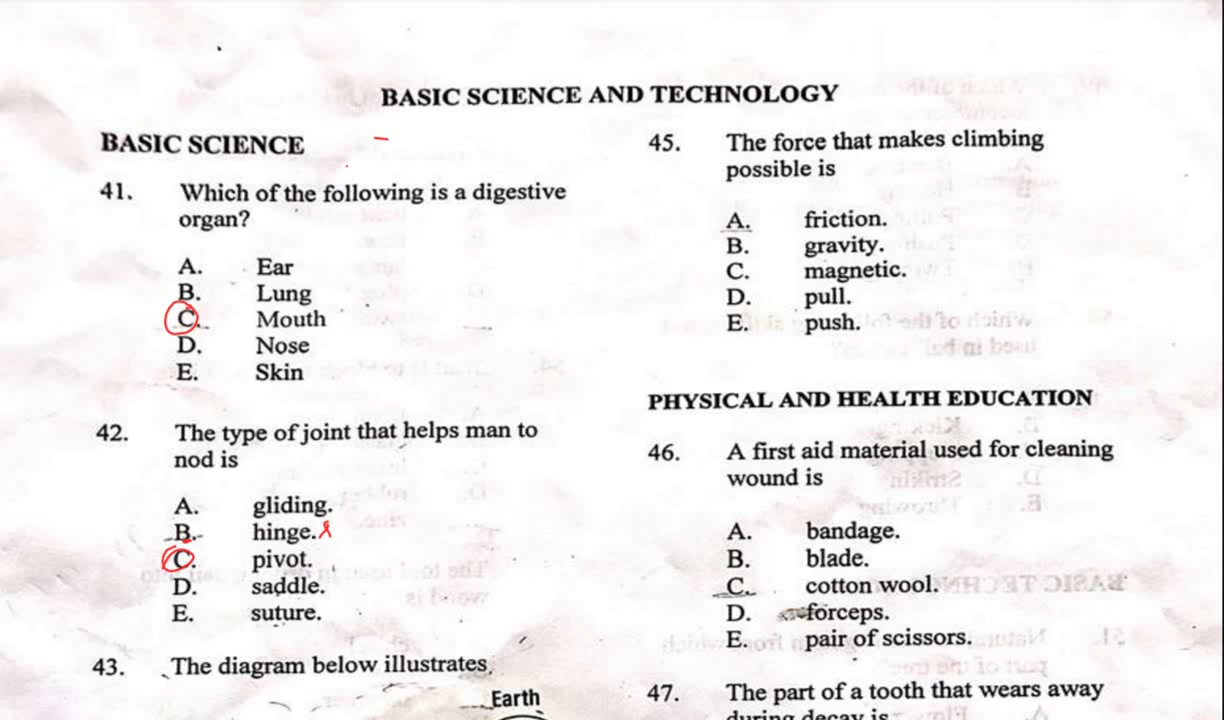 BASIC SCIENCE AND TECHNOLOGY
BASIC SCIENCE
41. Which of the following is a digestive
organ?
A. Ear
B. Lung
C. Mouth
D. Nose
E. Skin
42. The type of joint that helps man to
nod is
A. gliding.
B. hinge.
C. pivot.
D. saddle.
E. suture.
43. The diagram below illustrates
Earth
45. The force that makes climbing
possible is
A. friction.
B. gravity.
C. magnetic.
D. pull.
E. push.
PHYSICAL AND HEALTH EDUCATION
46. A first aid material used for cleaning
wound is
A. bandage.
B. blade.
C. cotton wool.
D. forceps.
E. pair of scissors.
47. The part of a tooth that wears away
during decay is